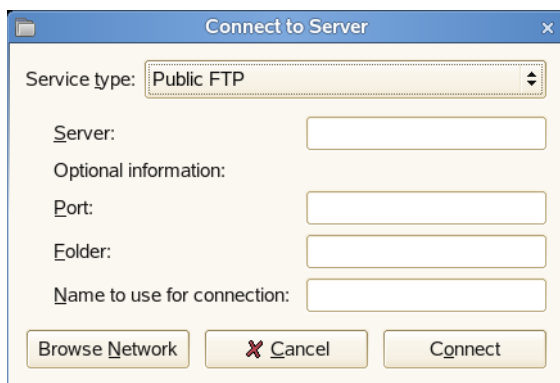 Connect to Server
Service type: Public FTP
Server:
Optional information:
Port:
Folder:
Name to use for connection:
Browse Network Cancel Connect